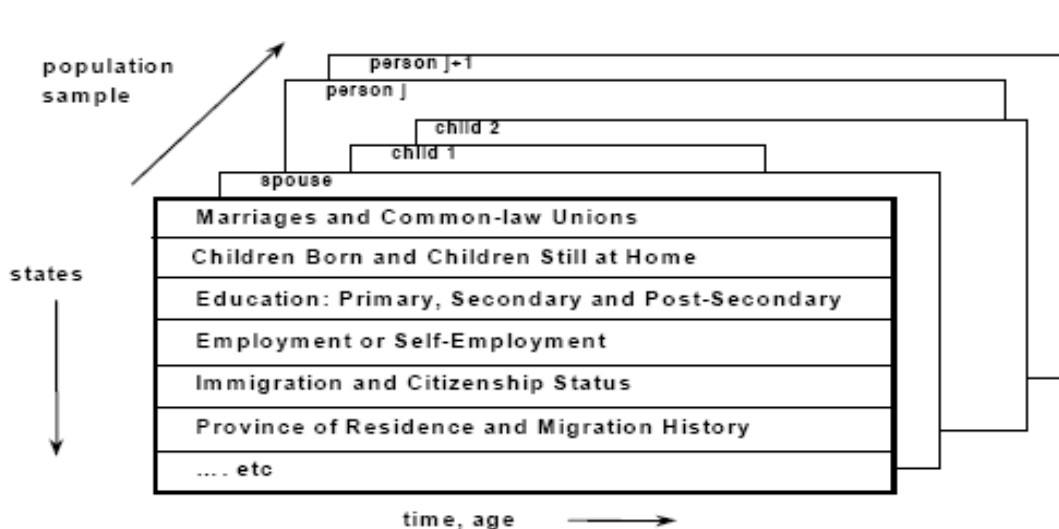 population
sample
person j+1
person j
child 2
child 1
spouse
Marriages and Common-law Unions
Children Born and Children Still at Home
states
Education: Primary, Secondary and Post-Secondary
Employment or Self-Employment
Immigration and Citizenship Status
Province of Residence and Migration History
.... etc
time, age